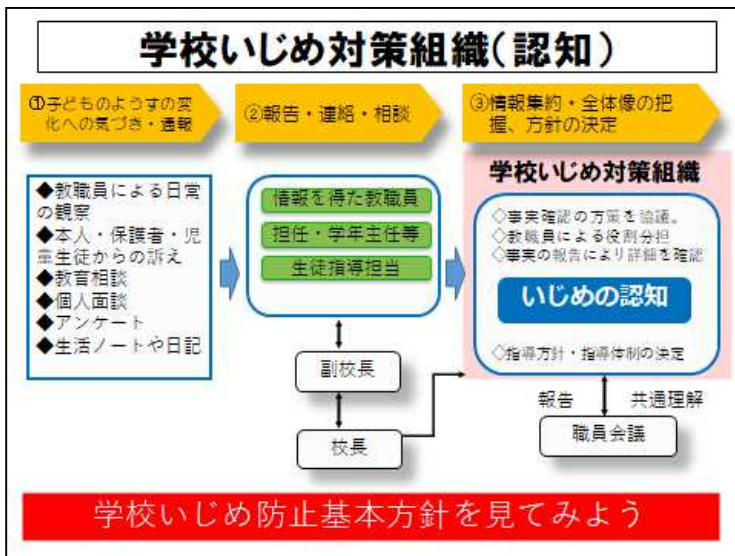 学校いじめ対策組織(認知)
①子どものようすの変
化への気づき・通報
②報告・連絡・相談
③情報集約・全体像の把
握、方針の決定
◆教職員による日常
の観察
◆本人・保護者・児
童生徒からの訴え
◆教育相談
◆個人面談
◆アンケート
◆生活ノートや日記
情報を得た教職員
担任・学年主任等
生徒指導担当
副校長
校長
学校いじめ対策組織
◇事実確認の方策を協議。
◇教職員による役割分担
◇事実の報告により詳細を確認
いじめの認知
◇指導方針・指導体制の決定
報告
共通理解
職員会議
学校いじめ防止基本方針を見てみよう